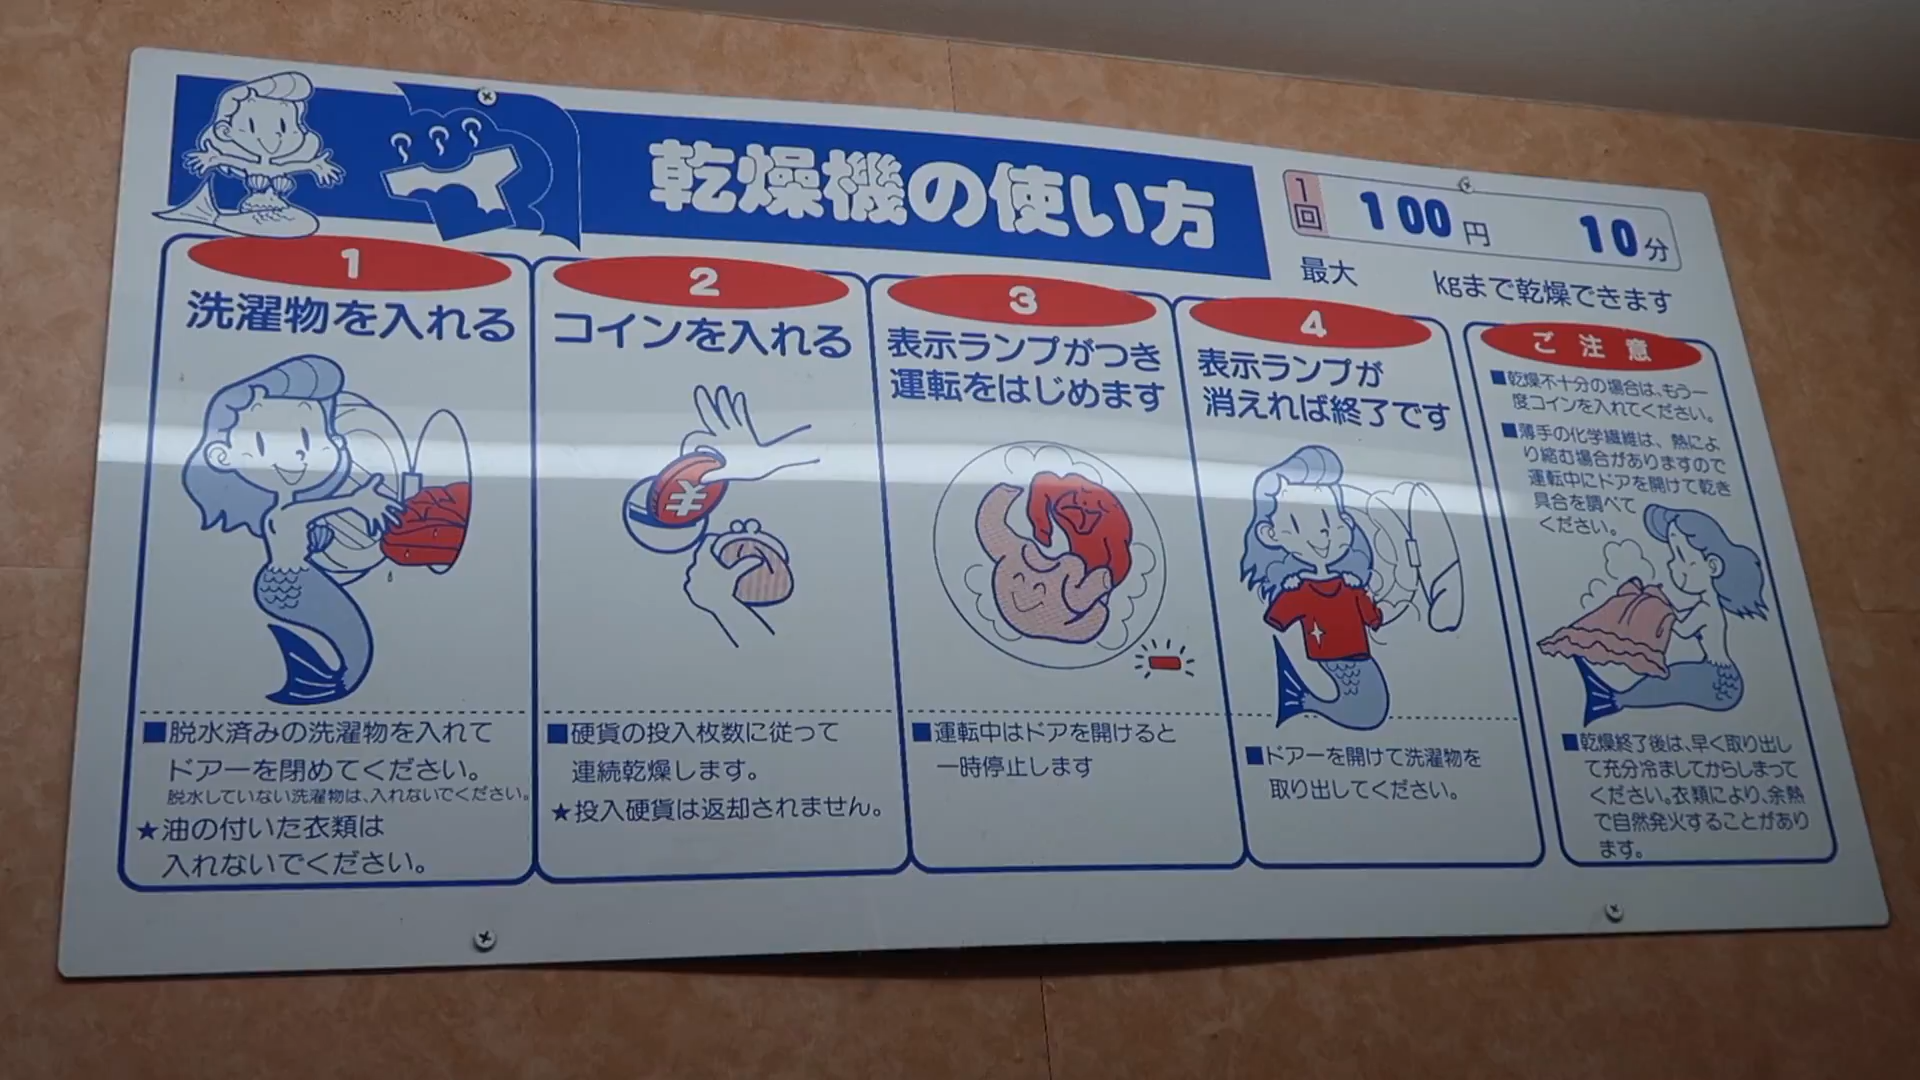 乾燥機の使い方
1回 100円 10分
最大 kgまで乾燥できます
1
洗濯物を入れる
■脱水済みの洗濯物を入れて
ドアーを閉めてください。
脱水していない洗濯物は、入れないでください。
★油の付いた衣類は
入れないでください。
2
コインを入れる
■硬貨の投入枚数に従って
連続乾燥します。
★投入硬貨は返却されません。
3
表示ランプがつき
運転をはじめます
■運転中はドアを開けると
一時停止します
4
表示ランプが
消えれば終了です
■ドアーを開けて洗濯物を
取り出してください。
ご注意
■乾燥不十分の場合は、もう一
度コインを入れてください。
■薄手の化学繊維は、熱によ
り縮む場合がありますので
運転中にドアを開けて乾き
具合を調べて
ください。
■乾燥終了後は、早く取り出し
て充分冷ましてからしまって
ください。衣類により、余熱
で自然発火することがあり
ます。